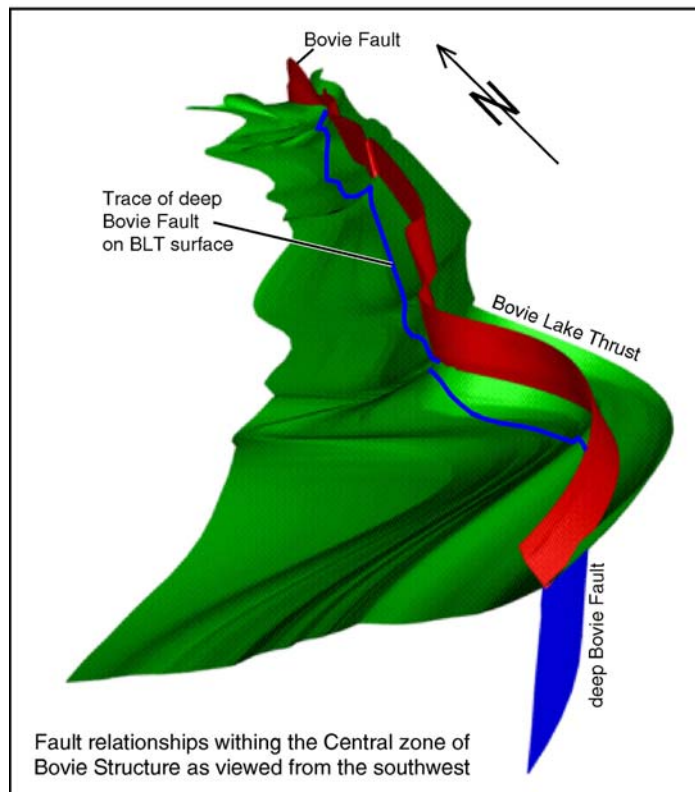 Bovie Fault
N
Trace of deep
Bovie Fault
on BLT surface
Bovie Lake Thrust
deep Bovie Fault
Fault relationships withing the Central zone of
Bovie Structure as viewed from the southwest